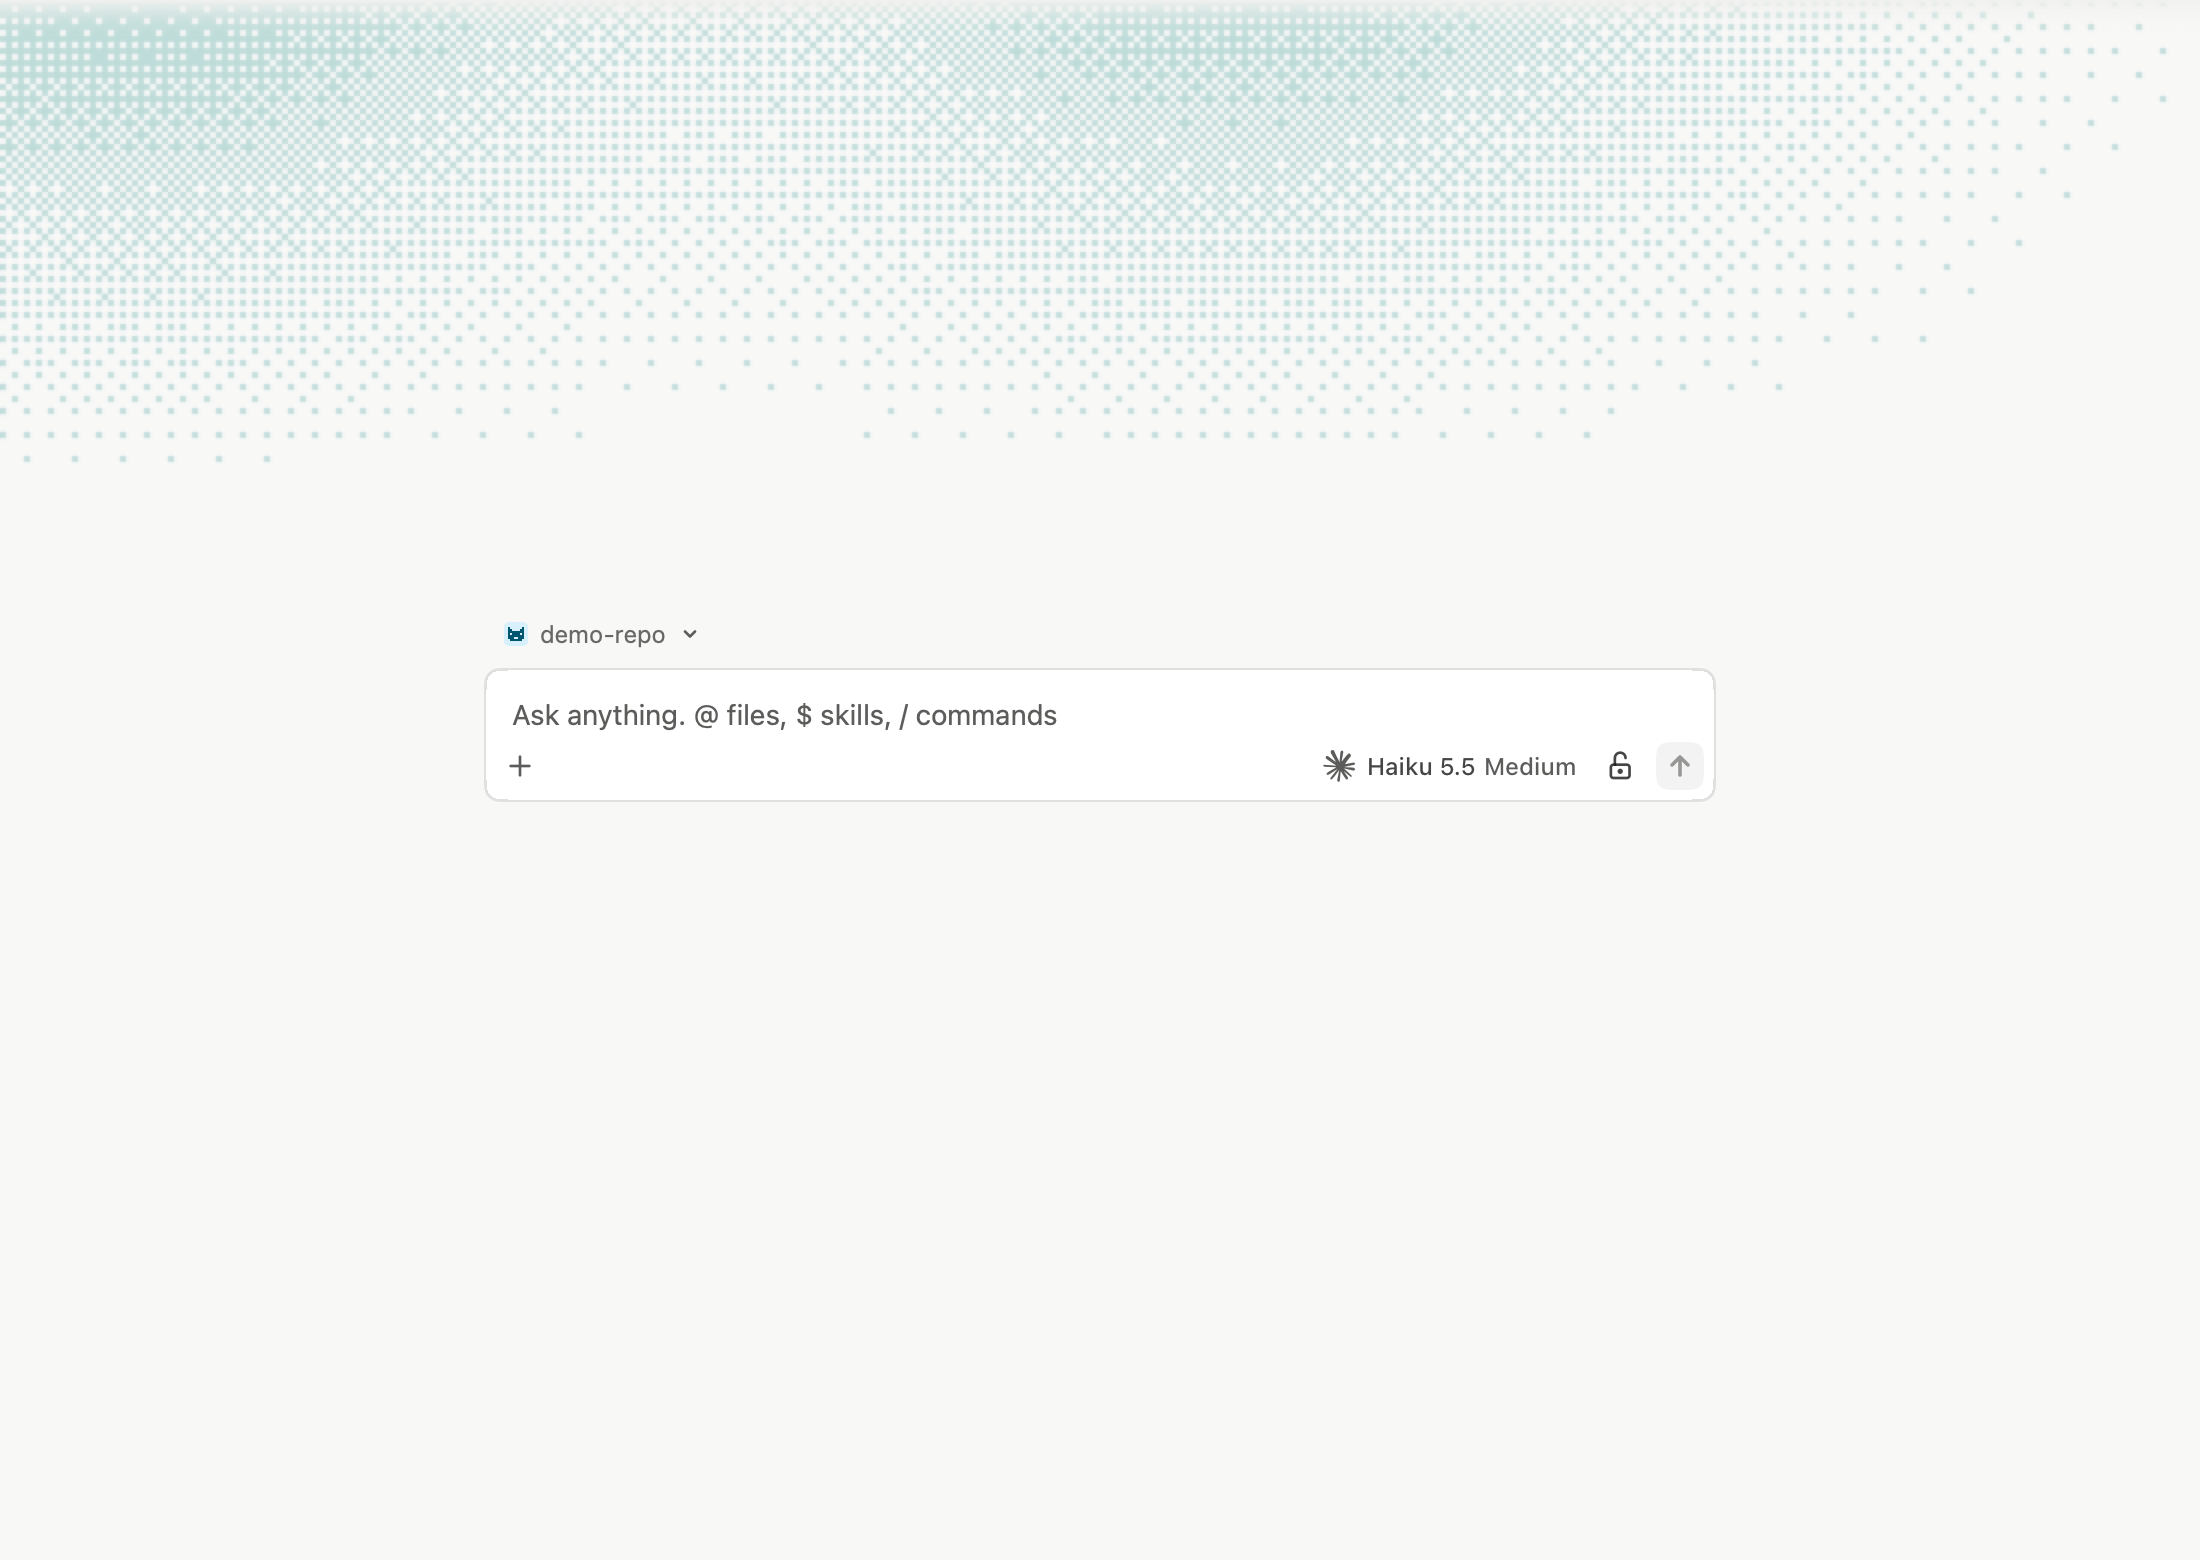 demo-repo
Ask anything. @ files, $ skills, / commands
Haiku 5.5 Medium